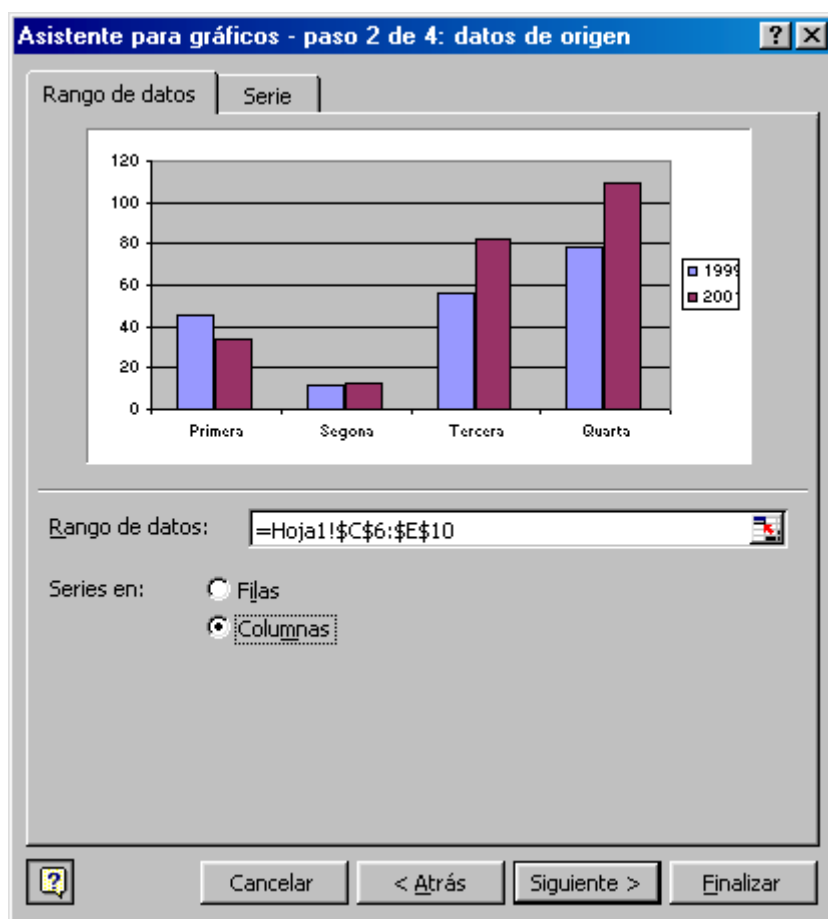 Asistente para gráficos - paso 2 de 4: datos de origen
Rango de datos Serie
120
100
80
60
40
20
0
Primera Segona Tercera Quarta
1999
200
Rango de datos: =Hoja1!$C$6:$E$10
Series en: Filas
Columnas
Cancelar < Atrás Siguiente > Finalizar